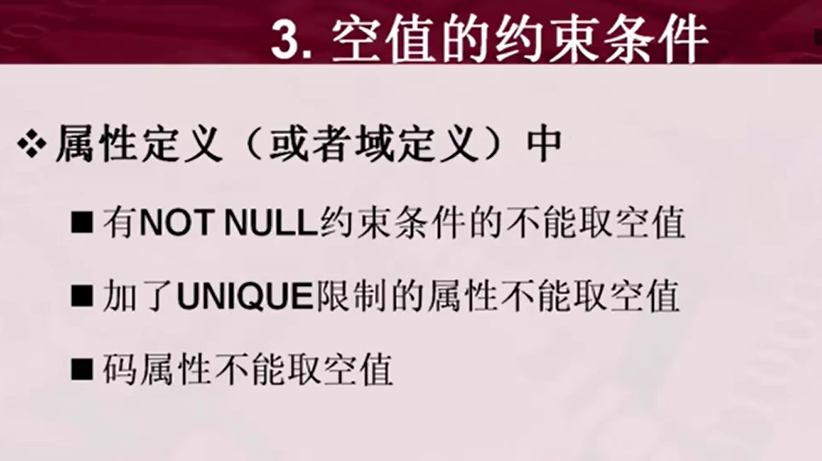 3. 空值的约束条件
❖属性定义（或者域定义）中
■有NOT NULL约束条件的不能取空值
■加了UNIQUE限制的属性不能取空值
■码属性不能取空值